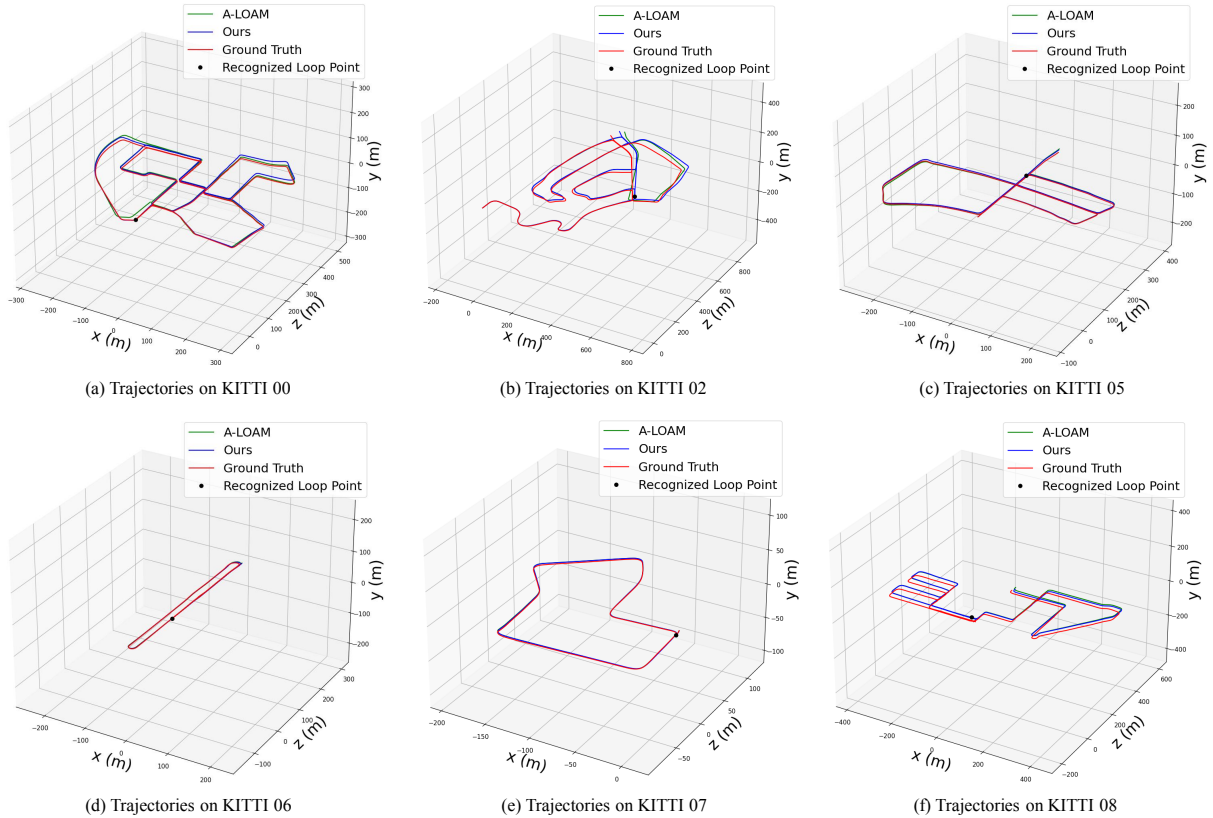 A-LOAM
Ours
Ground Truth
Recognized Loop Point
300
200
100
0
−100
−200
−300
y (m)
500
400
300
200
100
0
z (m)
−300
−200
−100
0
100
200
300
x (m)
(a) Trajectories on KITTI 00
A-LOAM
Ours
Ground Truth
Recognized Loop Point
400
200
0
−200
−400
y (m)
800
600
400
200
0
z (m)
−200
0
200
400
600
800
x (m)
(b) Trajectories on KITTI 02
A-LOAM
Ours
Ground Truth
Recognized Loop Point
200
100
0
−100
−200
y (m)
400
300
200
100
0
−100
z (m)
−200
−100
0
100
200
x (m)
(c) Trajectories on KITTI 05
A-LOAM
Ours
Ground Truth
Recognized Loop Point
200
100
0
−100
−200
y (m)
300
200
100
0
−100
z (m)
−200
−100
0
100
200
x (m)
(d) Trajectories on KITTI 06
A-LOAM
Ours
Ground Truth
Recognized Loop Point
100
50
0
−50
−100
y (m)
100
50
0
−50
z (m)
−200
−150
−100
−50
0
x (m)
(e) Trajectories on KITTI 07
A-LOAM
Ours
Ground Truth
Recognized Loop Point
400
200
0
−200
−400
y (m)
600
400
200
0
−200
z (m)
−400
−200
0
200
400
x (m)
(f) Trajectories on KITTI 08